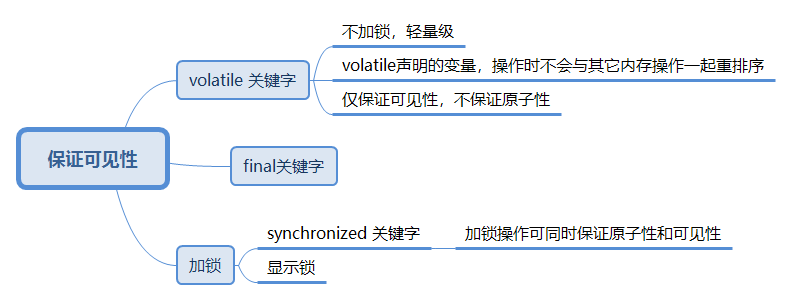 保证可见性
volatile 关键字
不加锁，轻量级
volatile声明的变量，操作时不会与其它内存操作一起重排序
仅保证可见性，不保证原子性
final关键字
加锁
synchronized 关键字
加锁操作可同时保证原子性和可见性
显示锁